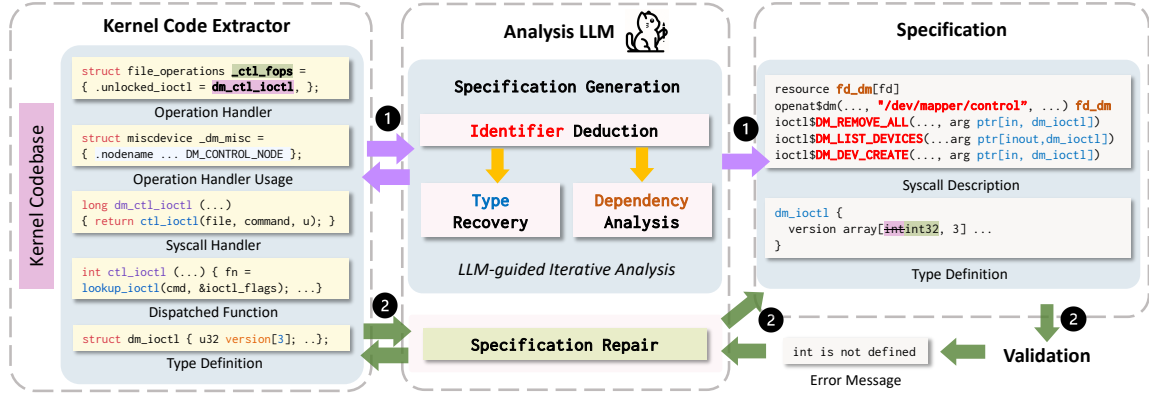 Kernel Code Extractor
Kernel Codebase
struct file_operations _ctl_fops =
{ .unlocked_ioctl = dm_ctl_ioctl, };
Operation Handler
struct miscdevice _dm_misc =
{ .nodename ... DM_CONTROL_NODE };
Operation Handler Usage
long dm_ctl_ioctl (...)
{ return ctl_ioctl(file, command, u); }
Syscall Handler
int ctl_ioctl (...) { fn =
lookup_ioctl(cmd, &ioctl_flags); ...}
Dispatched Function
struct dm_ioctl { u32 version[3]; ..};
Type Definition
1
2
Analysis LLM
Specification Generation
Identifier Deduction
Type
Recovery
Dependency
Analysis
LLM-guided Iterative Analysis
Specification Repair
1
2
Specification
resource fd_dm[fd]
openat$dm(..., "/dev/mapper/control", ...) fd_dm
ioctl$DM_REMOVE_ALL(..., arg ptr[in, dm_ioctl])
ioctl$DM_LIST_DEVICES(...arg ptr[inout,dm_ioctl])
ioctl$DM_DEV_CREATE(..., arg ptr[in, dm_ioctl])
Syscall Description
dm_ioctl {
version array[intint32, 3] ...
}
Type Definition
2
Validation
int is not defined
Error Message